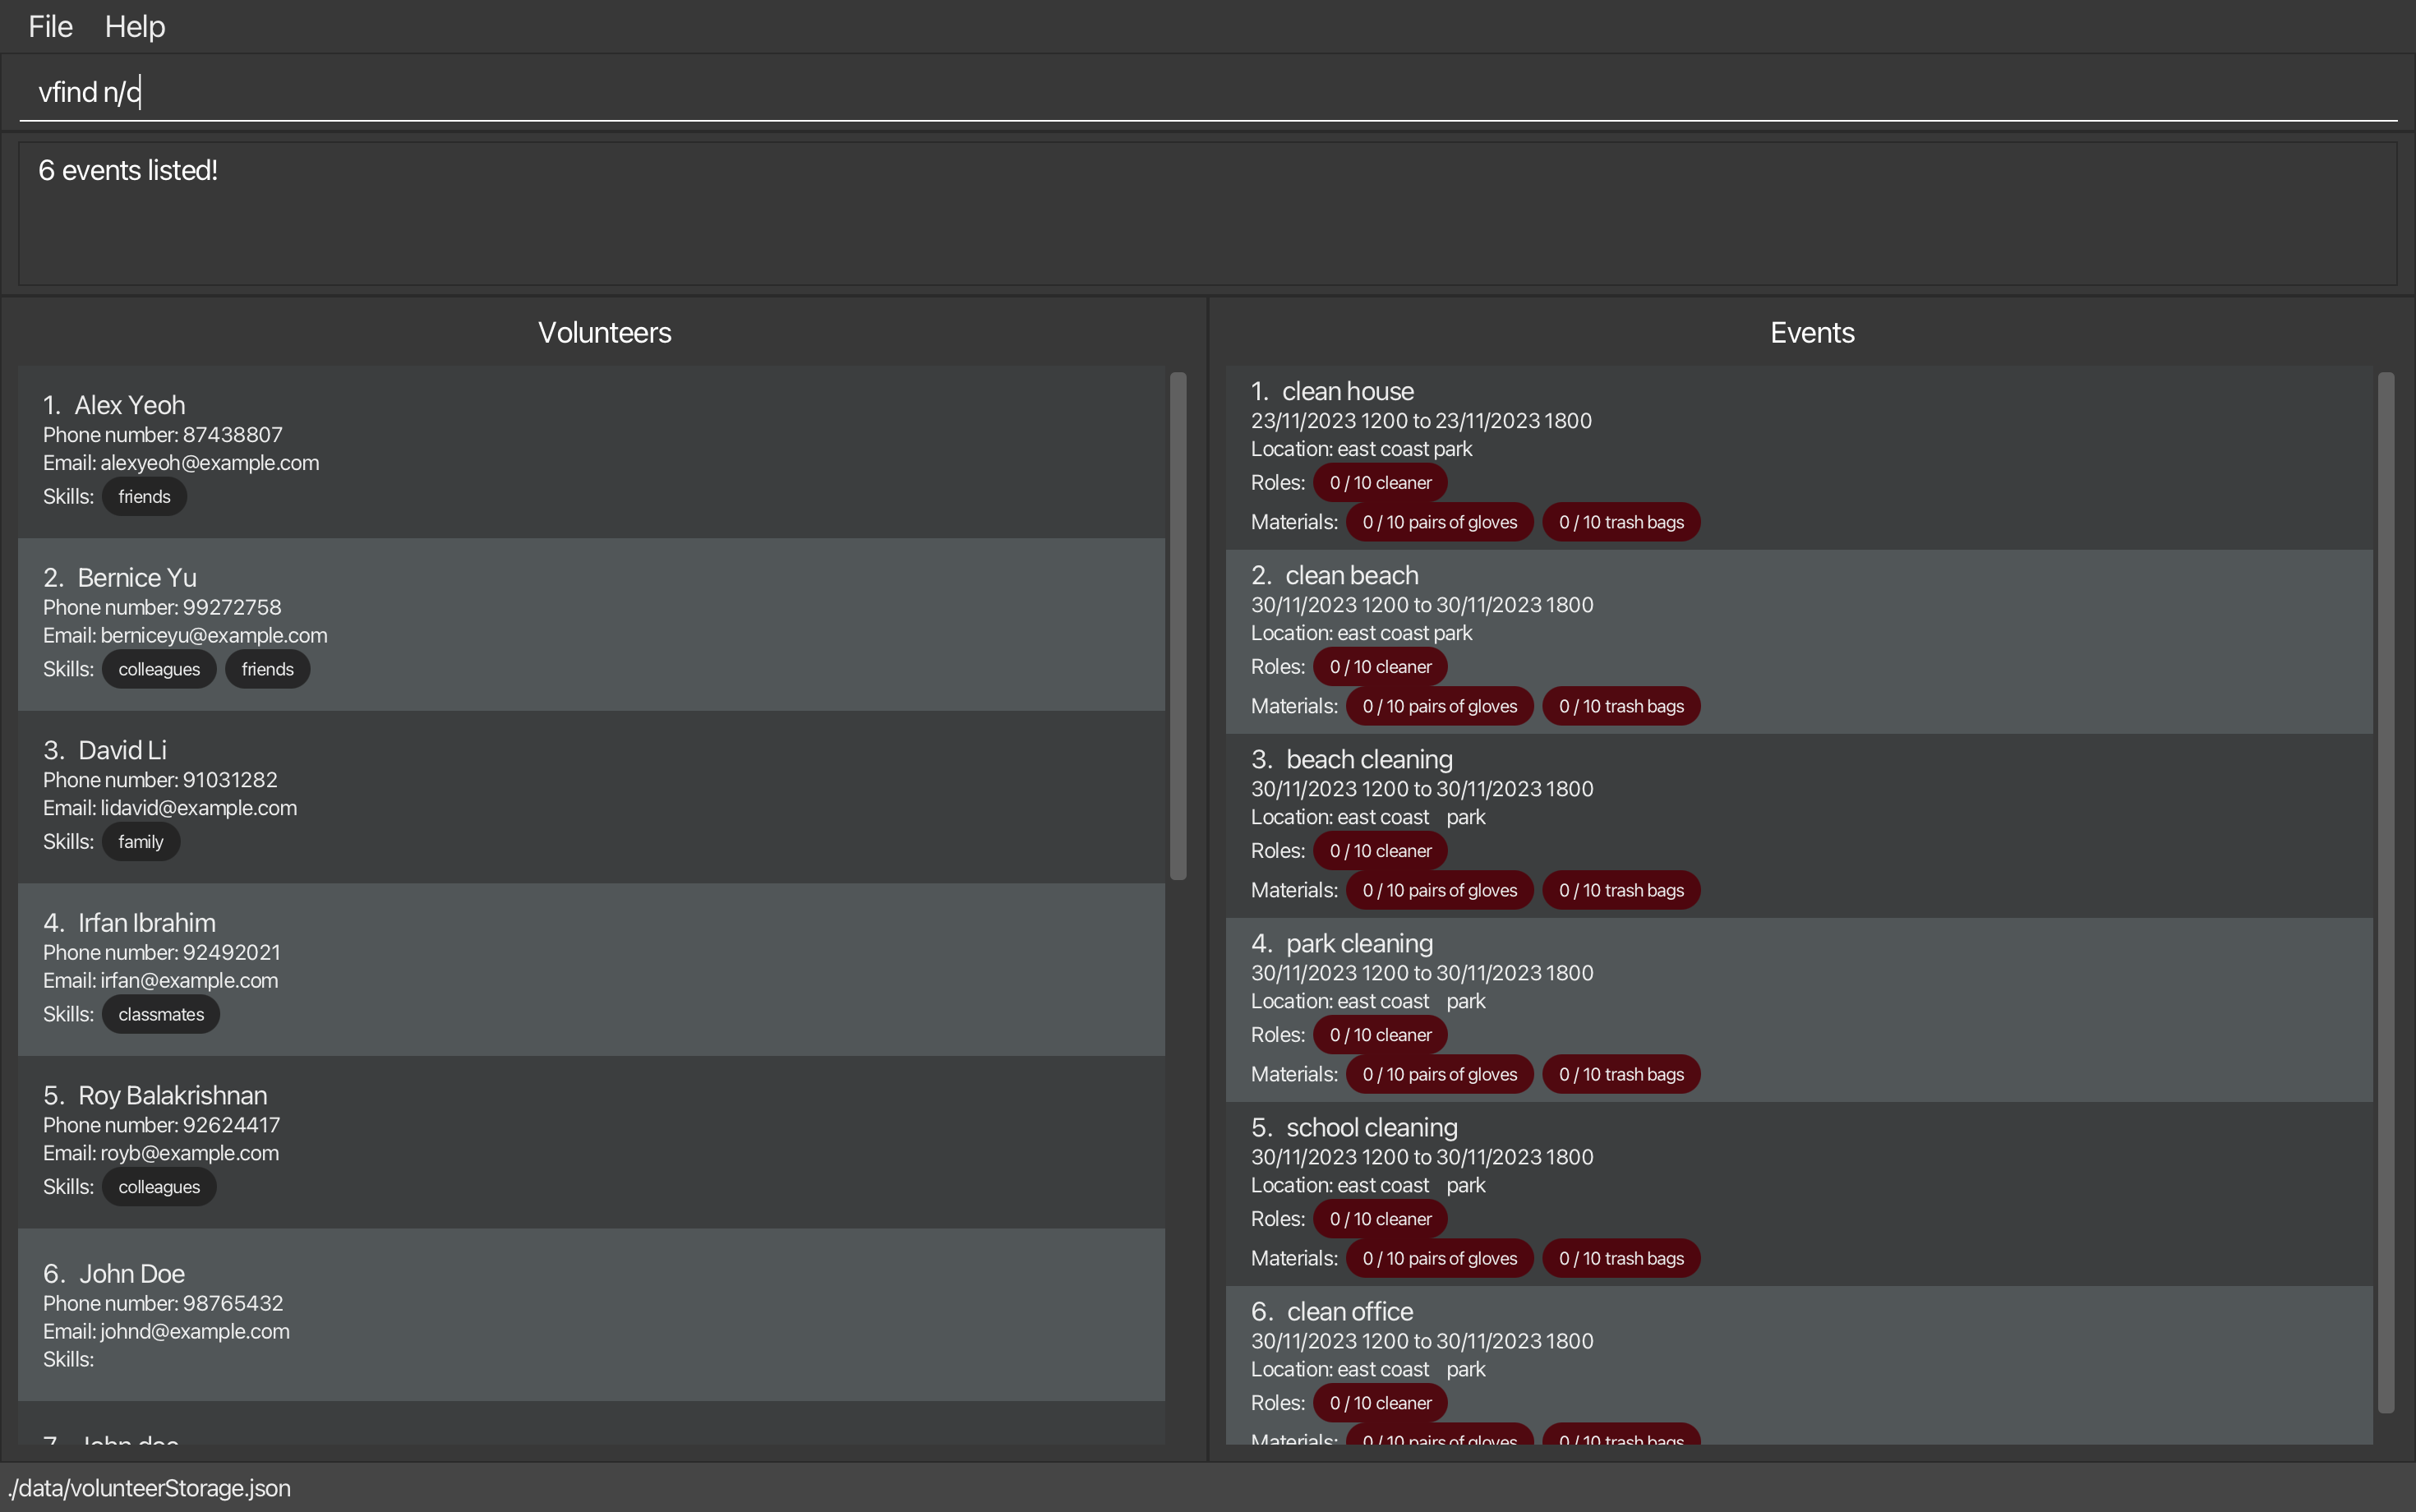 File Help
vfind n/c
6 events listed!
Volunteers
1. Alex Yeoh
Phone number: 87438807
Email: alexyeoh@example.com
Skills: friends
2. Bernice Yu
Phone number: 99272758
Email: berniceyu@example.com
Skills: colleagues friends
3. David Li
Phone number: 91031282
Email: lidavid@example.com
Skills: family
4. Irfan Ibrahim
Phone number: 92492021
Email: irfan@example.com
Skills: classmates
5. Roy Balakrishnan
Phone number: 92624417
Email: royb@example.com
Skills: colleagues
6. John Doe
Phone number: 98765432
Email: johnd@example.com
Skills:
7. John doe
Events
1. clean house
23/11/2023 1200 to 23/11/2023 1800
Location: east coast park
Roles: 0 / 10 cleaner
Materials: 0 / 10 pairs of gloves 0 / 10 trash bags
2. clean beach
30/11/2023 1200 to 30/11/2023 1800
Location: east coast park
Roles: 0 / 10 cleaner
Materials: 0 / 10 pairs of gloves 0 / 10 trash bags
3. beach cleaning
30/11/2023 1200 to 30/11/2023 1800
Location: east coast park
Roles: 0 / 10 cleaner
Materials: 0 / 10 pairs of gloves 0 / 10 trash bags
4. park cleaning
30/11/2023 1200 to 30/11/2023 1800
Location: east coast park
Roles: 0 / 10 cleaner
Materials: 0 / 10 pairs of gloves 0 / 10 trash bags
5. school cleaning
30/11/2023 1200 to 30/11/2023 1800
Location: east coast park
Roles: 0 / 10 cleaner
Materials: 0 / 10 pairs of gloves 0 / 10 trash bags
6. clean office
30/11/2023 1200 to 30/11/2023 1800
Location: east coast park
Roles: 0 / 10 cleaner
Materials: 0 / 10 pairs of gloves 0 / 10 trash bags
./data/volunteerStorage.json